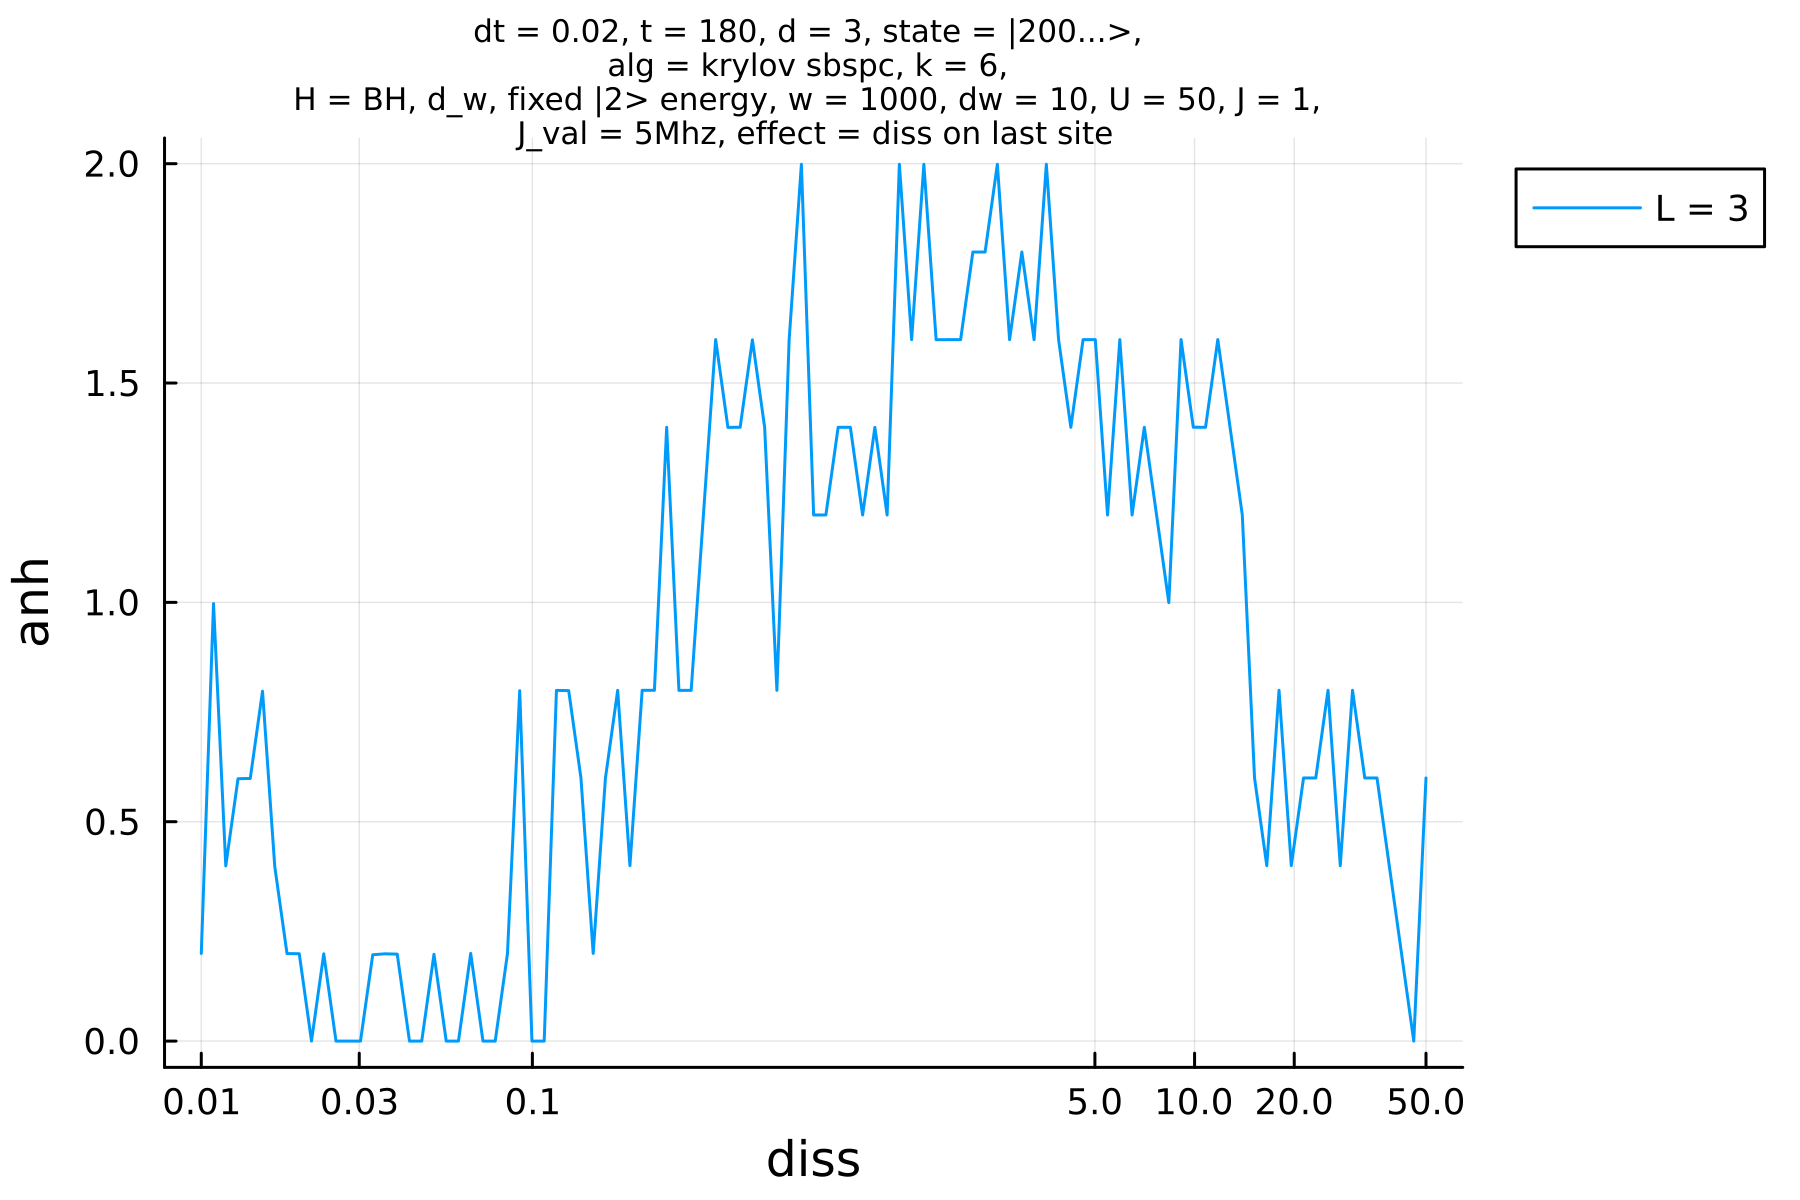 dt = 0.02, t = 180, d = 3, state = |200...>,
alg = krylov sbspc, k = 6,
H = BH, d_w, fixed |2> energy, w = 1000, dw = 10, U = 50, J = 1,
J_val = 5Mhz, effect = diss on last site
2.0
1.5
1.0
0.5
0.0
anh
0.01 0.03 0.1 5.0 10.0 20.0 50.0
diss
L = 3